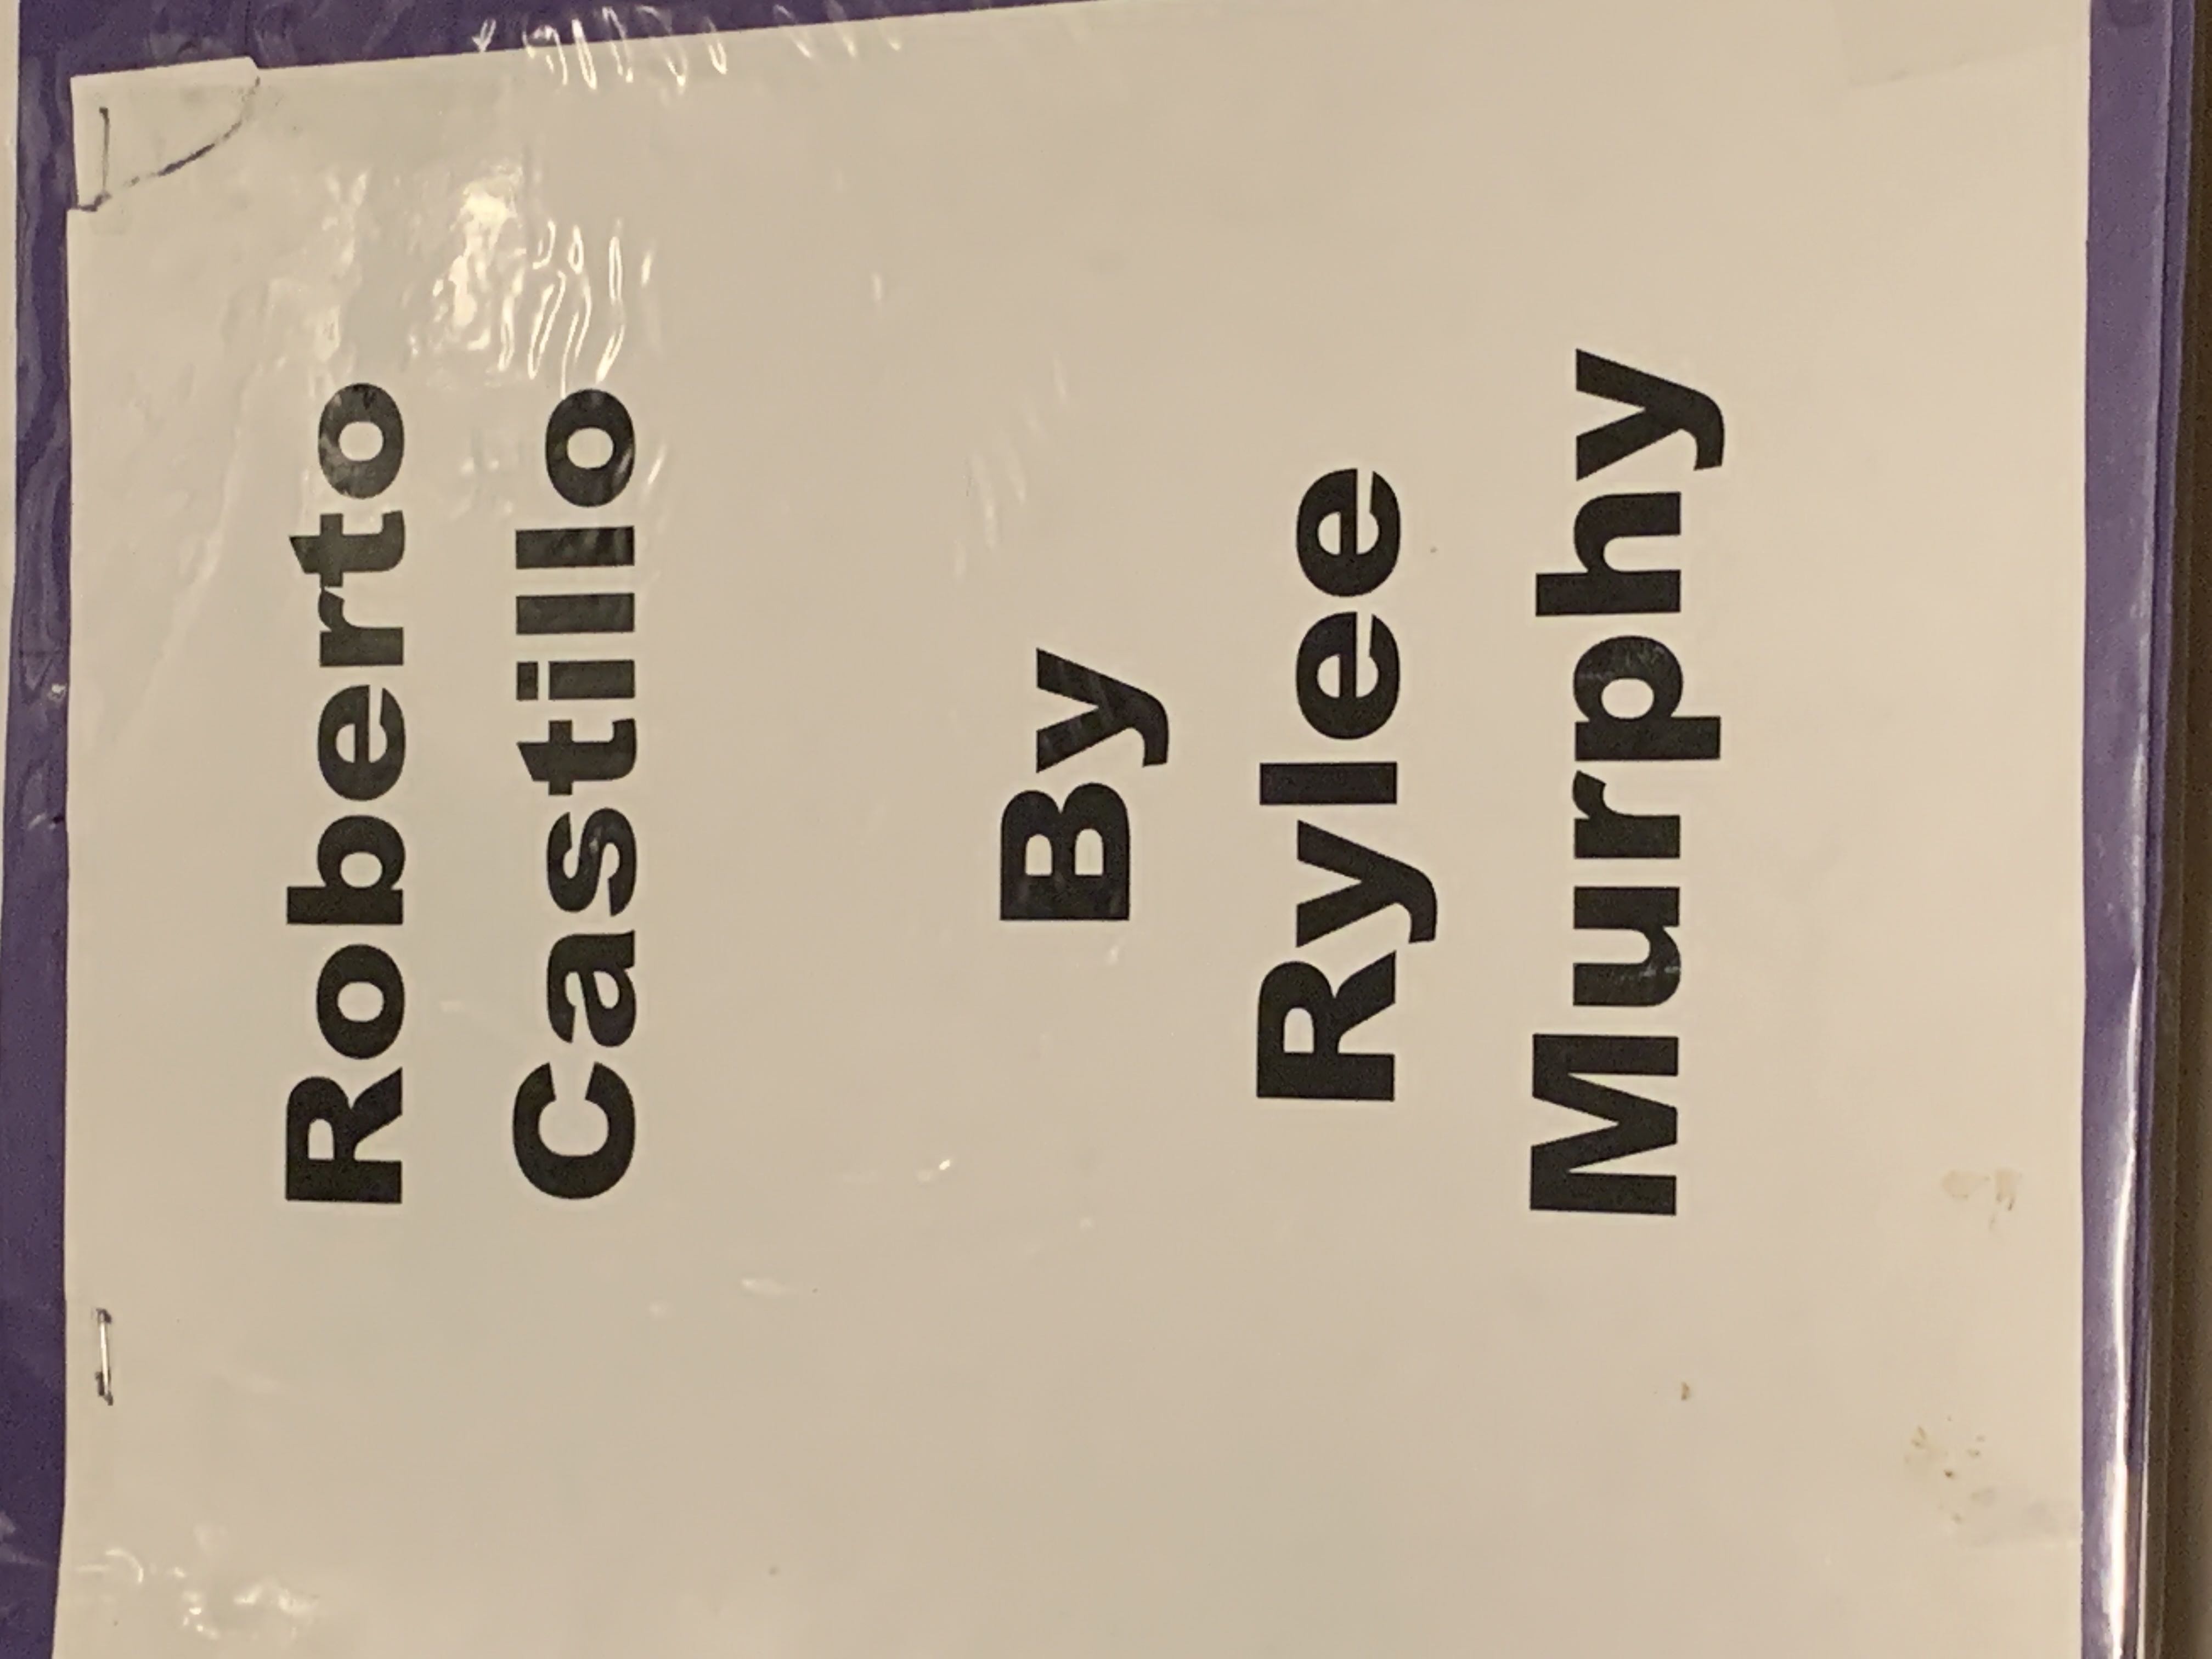 Roberto
Castillo
By
Rylee
Murphy